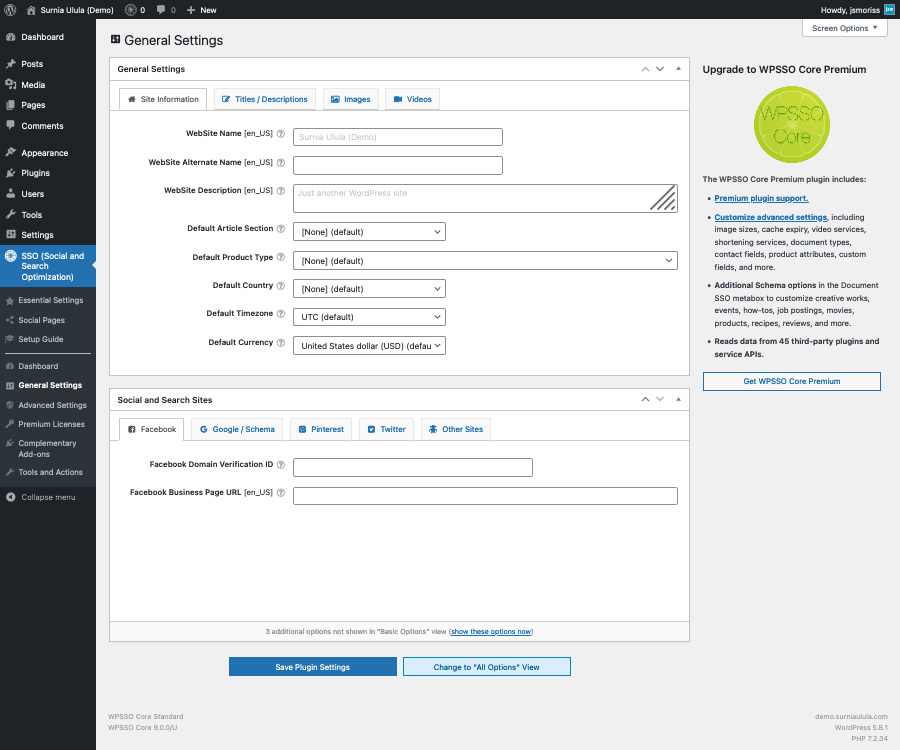 Surnia Ulula (Demo) 0 0 New
Howdy, jsmoriss
Screen Options
Dashboard
Posts
Media
Pages
Comments
Appearance
Plugins
Users
Tools
Settings
SSO (Social and
Search
Optimization)
Essential Settings
Social Pages
Setup Guide
Dashboard
General Settings
Advanced Settings
Premium Licenses
Complementary
Add-ons
Tools and Actions
Collapse menu
General Settings
General Settings
Site Information Titles / Descriptions Images Videos
WebSite Name [en_US] Surnia Ulula (Demo)
WebSite Alternate Name [en_US]
WebSite Description [en_US] Just another WordPress site
Default Article Section [None] (default)
Default Product Type [None] (default)
Default Country [None] (default)
Default Timezone UTC (default)
Default Currency United States dollar (USD) (defau
Social and Search Sites
Facebook Google / Schema Pinterest Twitter Other Sites
Facebook Domain Verification ID
Facebook Business Page URL [en_US]
3 additional options not shown in "Basic Options" view (show these options now)
Save Plugin Settings Change to "All Options" View
Upgrade to WPSSO Core Premium
WPSSO
Core
The WPSSO Core Premium plugin includes:
• Premium plugin support.
• Customize advanced settings, including
image sizes, cache expiry, video services,
shortening services, document types,
contact fields, product attributes, custom
fields, and more.
• Additional Schema options in the Document
SSO metabox to customize creative works,
events, how-tos, job postings, movies,
products, recipes, reviews, and more.
• Reads data from 45 third-party plugins and
service APIs.
Get WPSSO Core Premium
WPSSO Core Standard
WPSSO Core 9.0.0/U
demo.surniaulula.com
WordPress 5.8.1
PHP 7.2.34